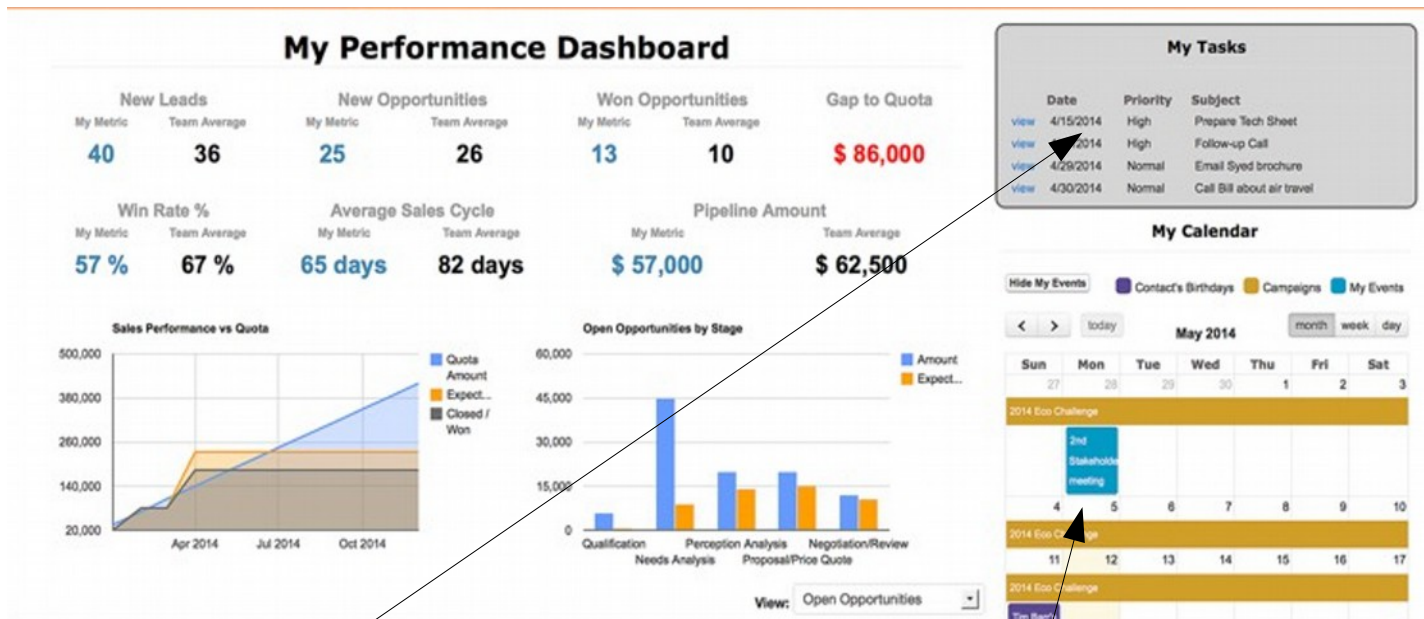 My Performance Dashboard
New Leads
My Metric Team Average
40 36
New Opportunities
My Metric Team Average
25 26
Won Opportunities
My Metric Team Average
13 10
Gap to Quota
$ 86,000
Win Rate %
My Metric Team Average
57 % 67 %
Average Sales Cycle
My Metric Team Average
65 days 82 days
Pipeline Amount
My Metric Team Average
$ 57,000 $ 62,500
Sales Performance vs Quota
500,000
380,000
260,000
140,000
20,000
Apr 2014 Jul 2014 Oct 2014
Quota
Amount
Expect...
Closed /
Won
Open Opportunities by Stage
60,000
45,000
30,000
15,000
0
Qualification Perception Analysis Negotiation/Review
Needs Analysis Proposal/Price Quote
Amount
Expect...
View: Open Opportunities
My Tasks
Date Priority Subject
view 4/15/2014 High Prepare Tech Sheet
view High Follow-up Call
view 4/29/2014 Normal Email Syed brochure
view 4/30/2014 Normal Call Bill about air travel
My Calendar
Hide My Events Contact's Birthdays Campaigns My Events
< > today May 2014 month week day
Sun Mon Tue Wed Thu Fri Sat
27 28 29 30 1 2 3
2014 Eco Challenge
2nd
Stakeholde
meeting
4 5 6 7 8 9 10
2014 Eco Challenge
11 12 13 14 15 16 17
2014 Eco Challenge